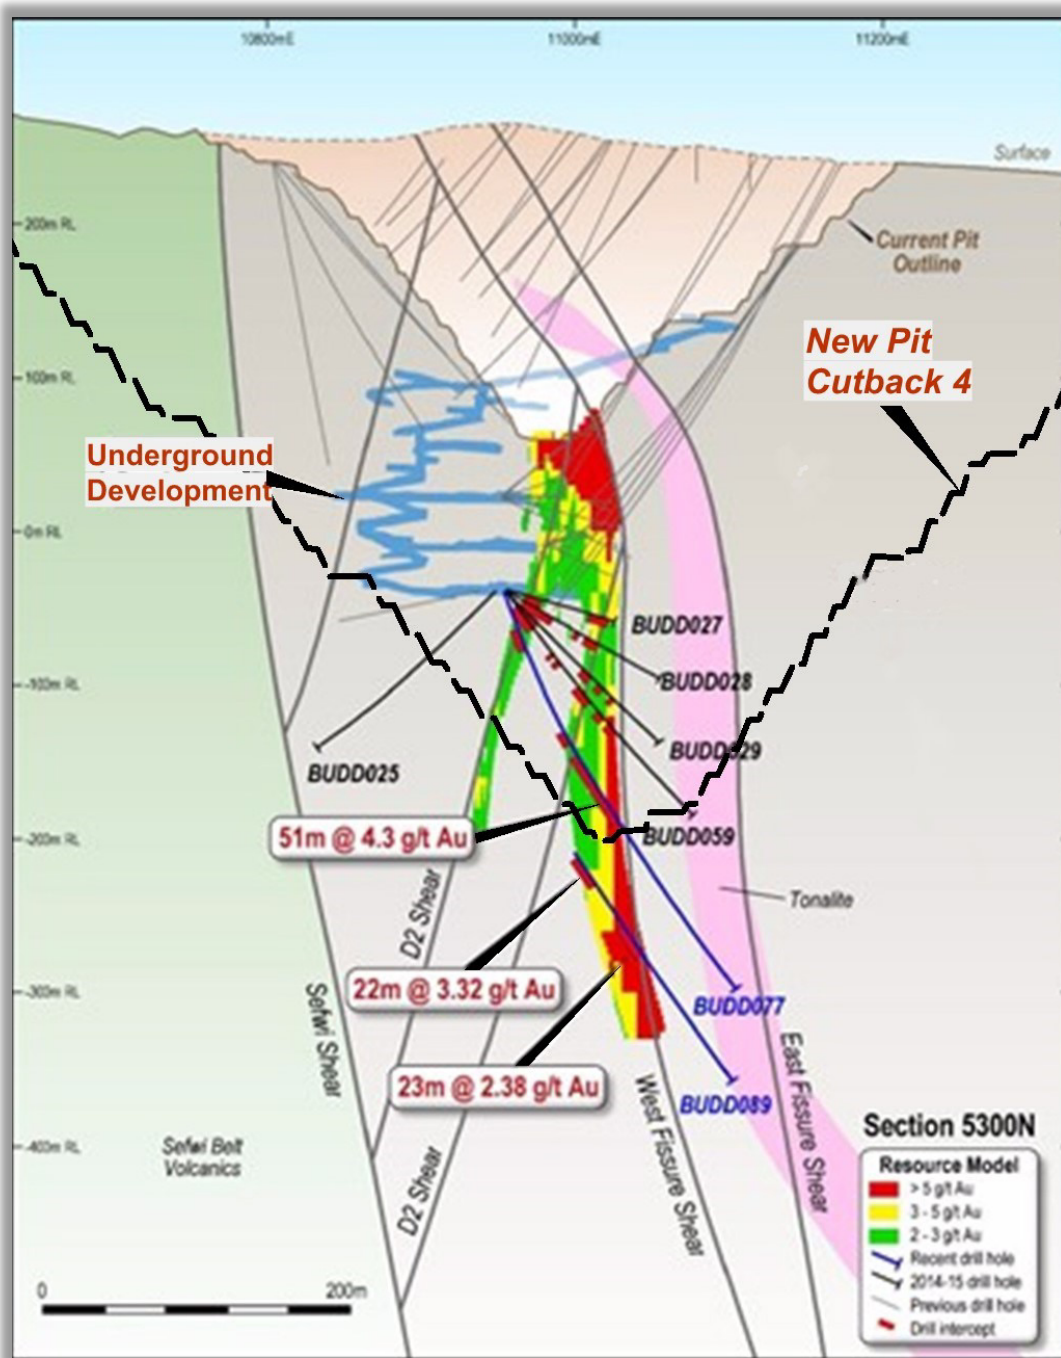 10800mE
11000mE
11200mE
Surface
200m RL
Current Pit
Outline
New Pit
Cutback 4
100m RL
Underground
Development
0m RL
BUDD027
BUDD028
-100m RL
BUDD029
BUDD025
BUDD059
51m @ 4.3 g/t Au
-200m RL
Tonalite
D2 Shear
22m @ 3.32 g/t Au
-300m RL
BUDD077
Sefwi Shear
East Fissure Shear
23m @ 2.38 g/t Au
West Fissure Shear
BUDD089
Sefwi Belt
Volcanics
-400m RL
D2 Shear
Section 5300N
Resource Model
> 5 g/t Au
3 - 5 g/t Au
2 - 3 g/t Au
Recent drill hole
2014-15 drill hole
Previous drill hole
Drill intercept
0
200m